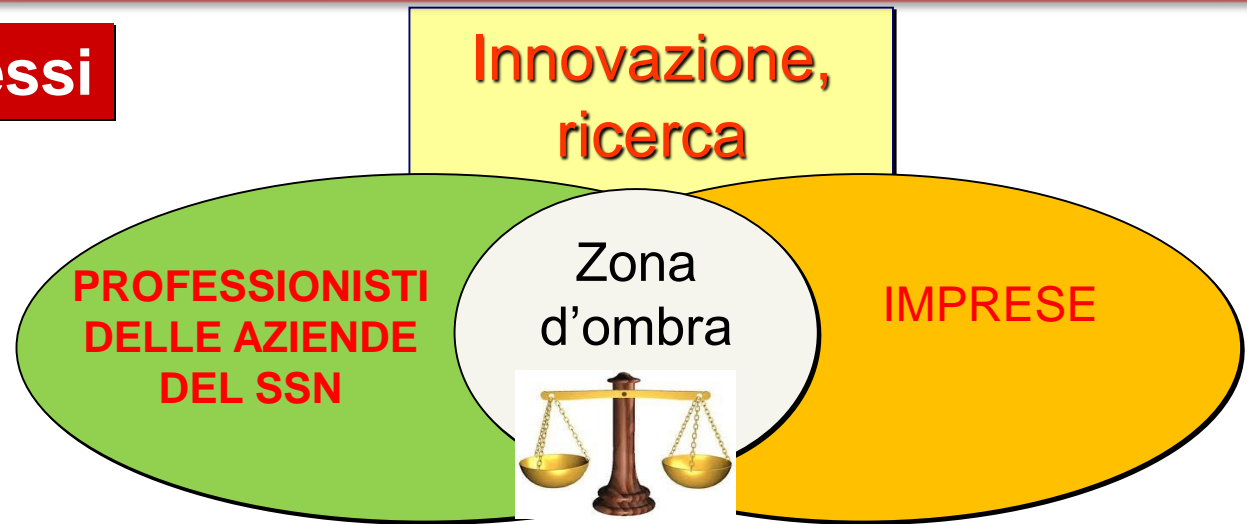 essi
Innovazione,
ricerca
PROFESSIONISTI
DELLE AZIENDE
DEL SSN
Zona
d’ombra
IMPRESE